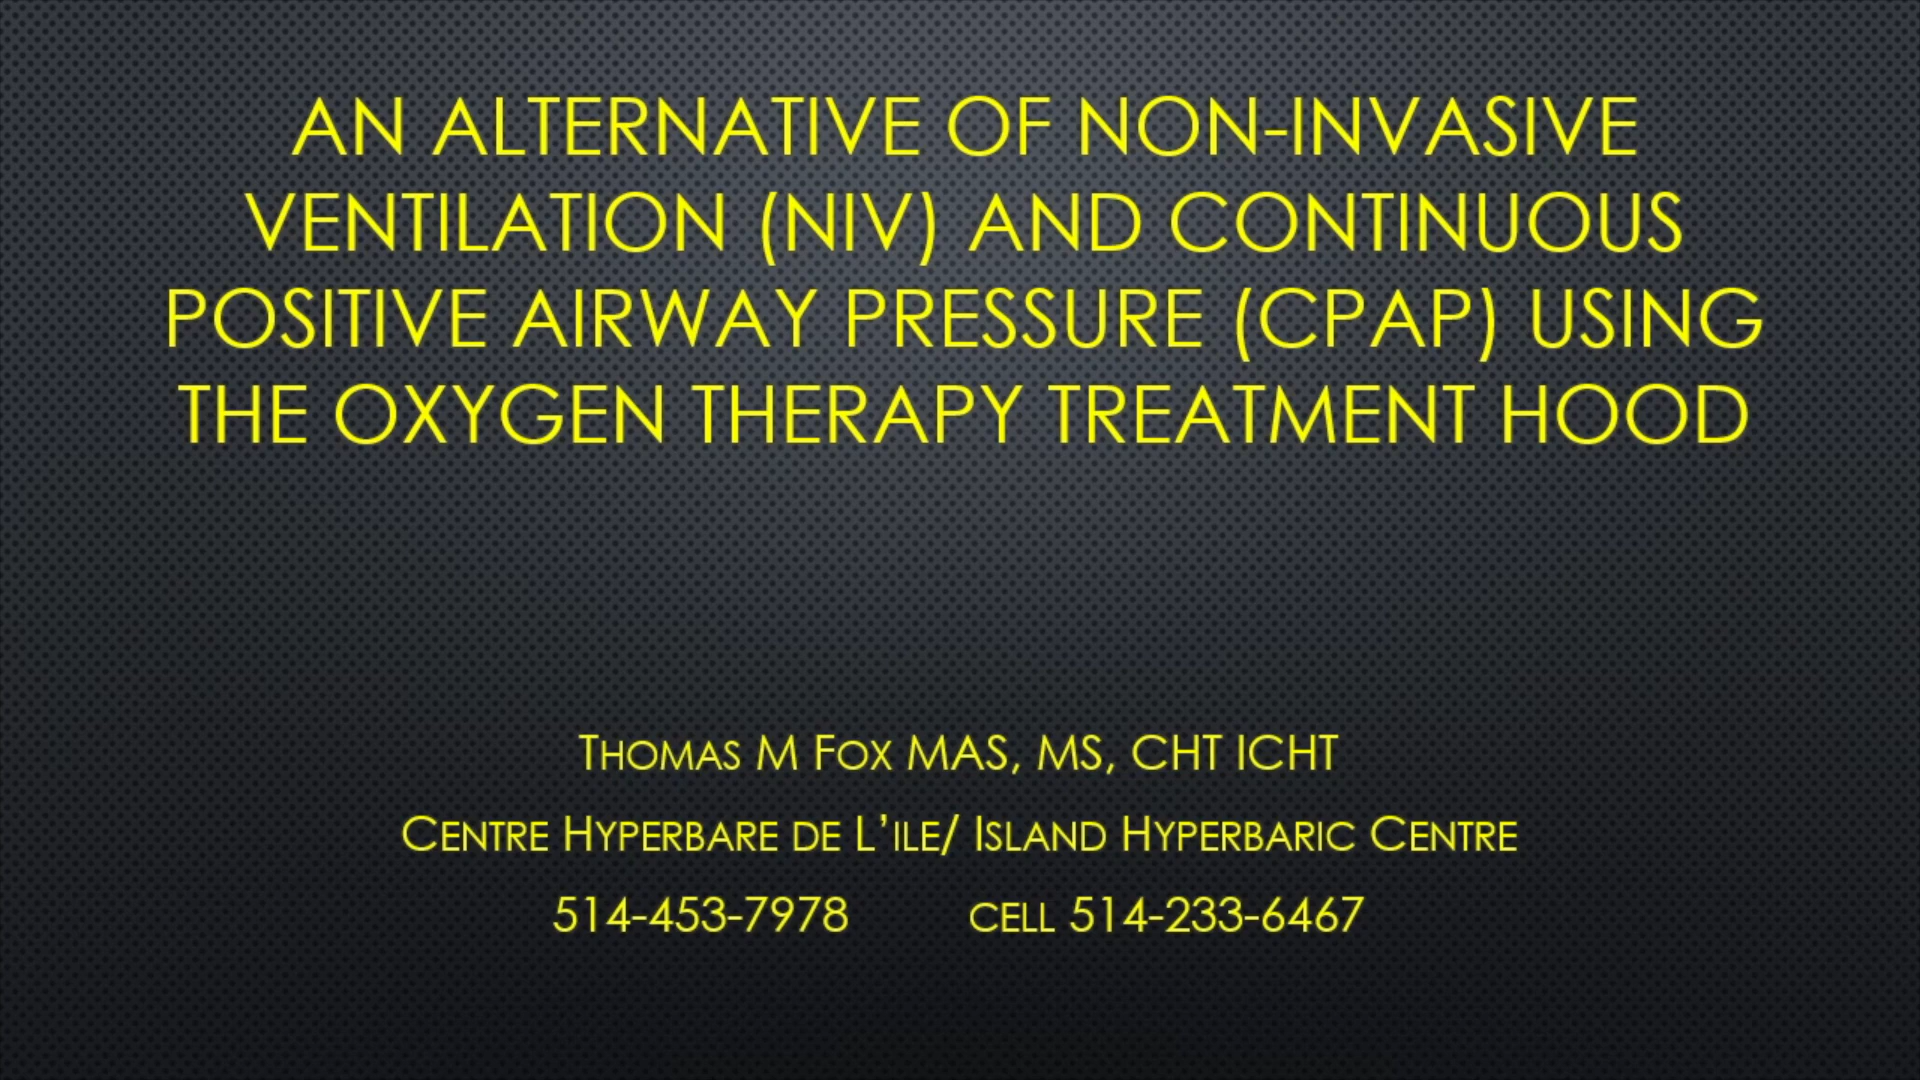 AN ALTERNATIVE OF NON-INVASIVE
VENTILATION (NIV) AND CONTINUOUS
POSITIVE AIRWAY PRESSURE (CPAP) USING
THE OXYGEN THERAPY TREATMENT HOOD
THOMAS M FOX MAS, MS, CHT ICHT
CENTRE HYPERBARE DE L'ILE/ ISLAND HYPERBARIC CENTRE
514-453-7978 CELL 514-233-6467